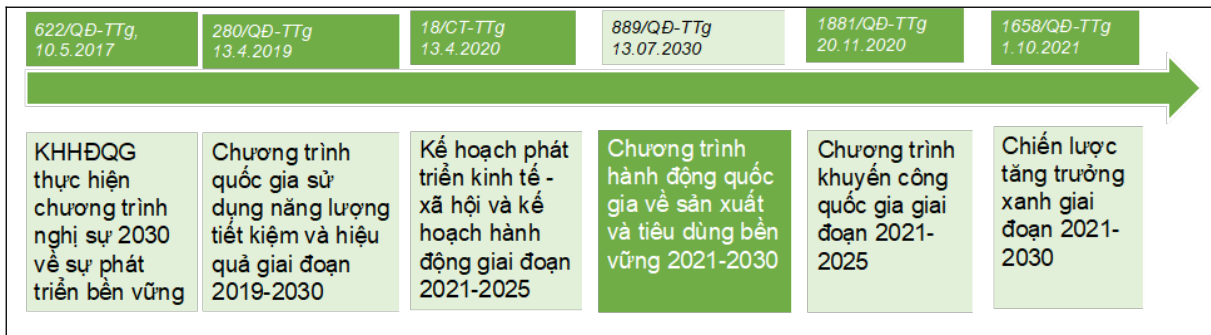 622/QĐ-TTg,
10.5.2017
280/QĐ-TTg
13.4.2019
18/CT-TTg
13.4.2020
889/QĐ-TTg
13.07.2030
1881/QĐ-TTg
20.11.2020
1658/QĐ-TTg
1.10.2021
KHHĐQG
thực hiện
chương trình
nghị sự 2030
về sự phát
triển bền vững
Chương trình
quốc gia sử
dụng năng lượng
tiết kiệm và hiệu
quả giai đoạn
2019-2030
Kế hoạch phát
triển kinh tế -
xã hội và kế
hoạch hành
động giai đoạn
2021-2025
Chương trình
hành động quốc
gia về sản xuất
và tiêu dùng bền
vững 2021-2030
Chương trình
khuyến công
quốc gia giai
đoạn 2021-
2025
Chiến lược
tăng trưởng
xanh giai
đoạn 2021-
2030